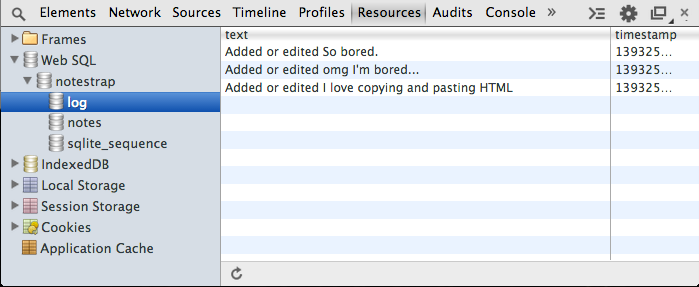 Elements Network Sources Timeline Profiles Resources Audits Console »
Frames
Web SQL
notestrap
log
notes
sqlite_sequence
IndexedDB
Local Storage
Session Storage
Cookies
Application Cache
text timestamp
Added or edited So bored. 139325...
Added or edited omg I'm bored... 139325...
Added or edited I love copying and pasting HTML 139325...